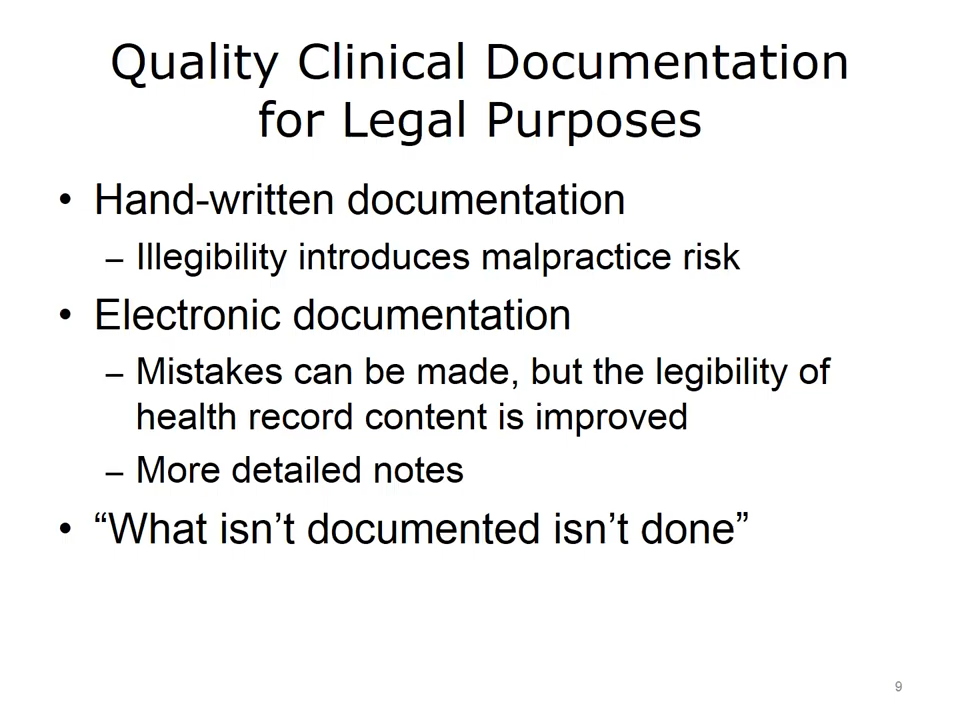 Quality Clinical Documentation
for Legal Purposes
• Hand-written documentation
– Illegibility introduces malpractice risk
• Electronic documentation
– Mistakes can be made, but the legibility of
health record content is improved
– More detailed notes
• “What isn’t documented isn’t done”
9